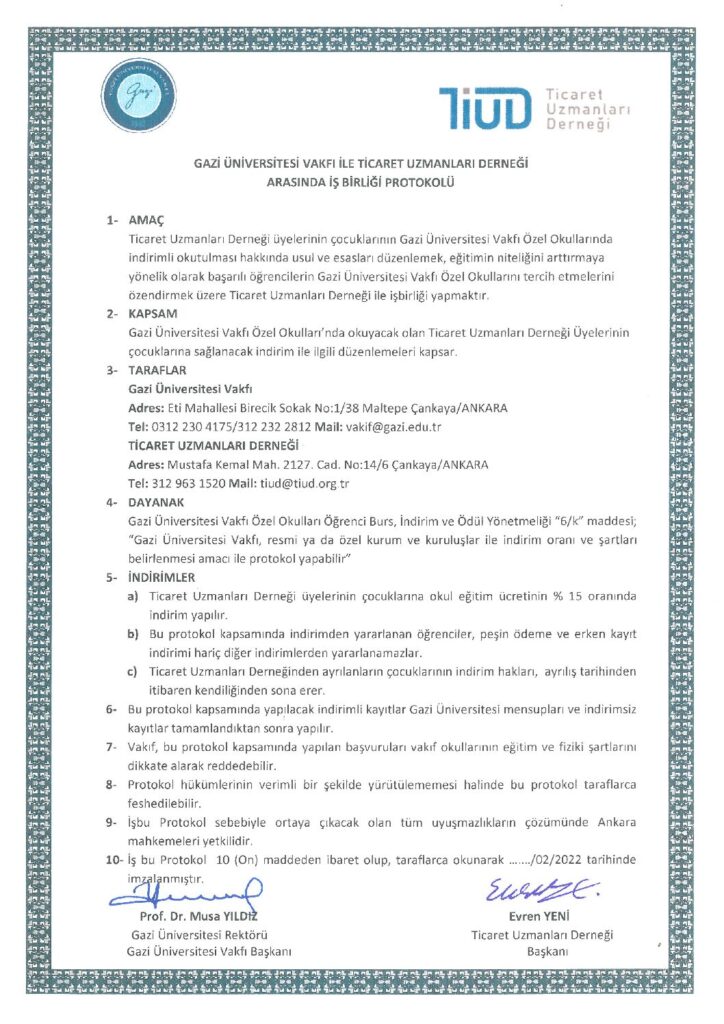 GAZİ ÜNİVERSİTESİ VAKFI
Gazi
TİUD
Ticaret
Uzmanları
Derneği
GAZİ ÜNİVERSİTESİ VAKFI İLE TİCARET UZMANLARI DERNEĞİ
ARASINDA İŞ BİRLİĞİ PROTOKOLÜ
1- AMAÇ
Ticaret Uzmanları Derneği üyelerinin çocuklarının Gazi Üniversitesi Vakfı Özel Okullarında
indirimli okutulması hakkında usul ve esasları düzenlemek, eğitimin niteliğini arttırmaya
yönelik olarak başarılı öğrencilerin Gazi Üniversitesi Vakfı Özel Okullarını tercih etmelerini
özendirmek üzere Ticaret Uzmanları Derneği ile işbirliği yapmaktır.
2- KAPSAM
Gazi Üniversitesi Vakfı Özel Okulları’nda okuyacak olan Ticaret Uzmanları Derneği Üyelerinin
çocuklarına sağlanacak indirim ile ilgili düzenlemeleri kapsar.
3- TARAFLAR
Gazi Üniversitesi Vakfı
Adres: Eti Mahallesi Birecik Sokak No:1/38 Maltepe Çankaya/ANKARA
Tel: 0312 230 4175/312 232 2812 Mail: vakif@gazi.edu.tr
TİCARET UZMANLARI DERNEĞİ
Adres: Mustafa Kemal Mah. 2127. Cad. No:14/6 Çankaya/ANKARA
Tel: 312 963 1520 Mail: tiud@tiud.org.tr
4- DAYANAK
Gazi Üniversitesi Vakfı Özel Okulları Öğrenci Burs, İndirim ve Ödül Yönetmeliği “6/k” maddesi;
“Gazi Üniversitesi Vakfı, resmi ya da özel kurum ve kuruluşlar ile indirim oranı ve şartları
belirlenmesi amacı ile protokol yapabilir”
5- İNDİRİMLER
a) Ticaret Uzmanları Derneği üyelerinin çocuklarına okul eğitim ücretinin % 15 oranında
indirim yapılır.
b) Bu protokol kapsamında indirimden yararlanan öğrenciler, peşin ödeme ve erken kayıt
indirimi hariç diğer indirimlerden yararlanamazlar.
c) Ticaret Uzmanları Derneğinden ayrılanların çocuklarının indirim hakları, ayrılış tarihinden
itibaren kendiliğinden sona erer.
6- Bu protokol kapsamında yapılacak indirimli kayıtlar Gazi Üniversitesi mensupları ve indirimsiz
kayıtlar tamamlandıktan sonra yapılır.
7- Vakıf, bu protokol kapsamında yapılan başvuruları vakıf okullarının eğitim ve fiziki şartlarını
dikkate alarak reddedebilir.
8- Protokol hükümlerinin verimli bir şekilde yürütülememesi halinde bu protokol taraflarca
feshedilebilir.
9- İşbu Protokol sebebiyle ortaya çıkacak olan tüm uyuşmazlıkların çözümünde Ankara
mahkemeleri yetkilidir.
10- İş bu Protokol 10 (On) maddeden ibaret olup, taraflarca okunarak ......./02/2022 tarihinde
imzalanmıştır.
Prof. Dr. Musa YILDIZ
Gazi Üniversitesi Rektörü
Gazi Üniversitesi Vakfı Başkanı
Evren YENİ
Ticaret Uzmanları Derneği
Başkanı